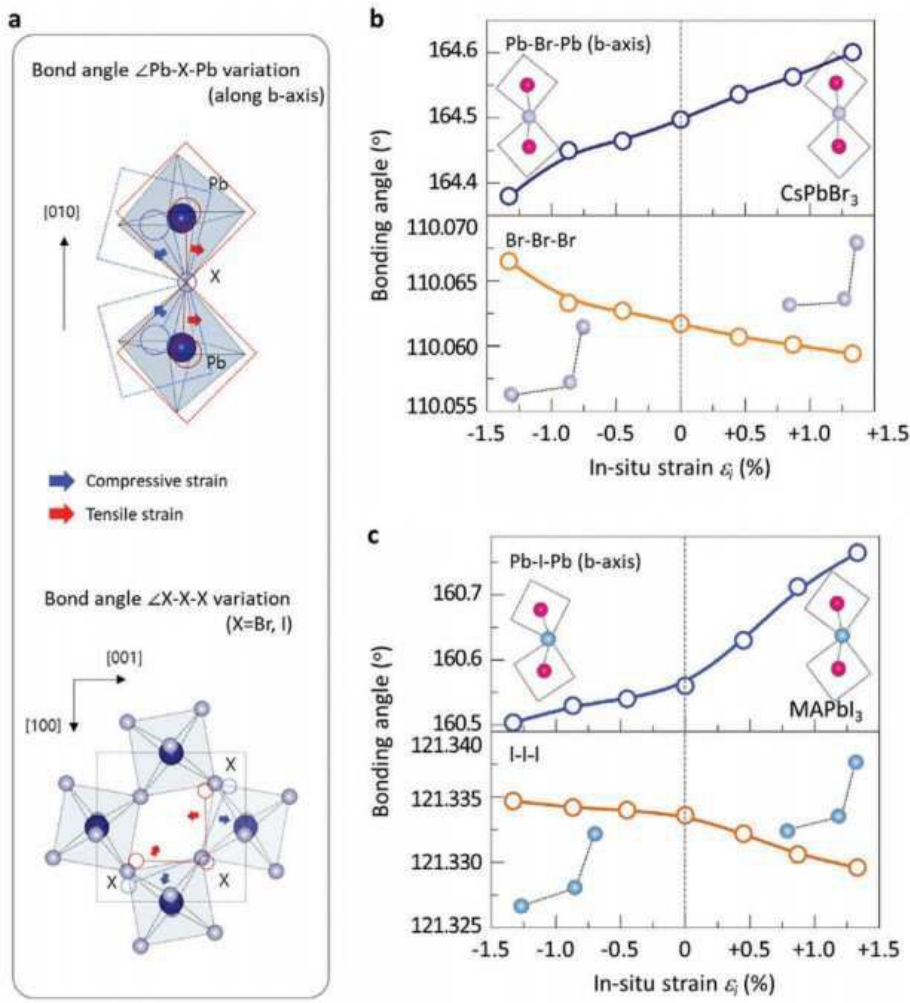 a
Bond angle ∠Pb-X-Pb variation
(along b-axis)
[010]
Pb
X
Pb
Compressive strain
Tensile strain
Bond angle ∠X-X-X variation
(X=Br, I)
[001]
[100]
X
X
X
b
Pb-Br-Pb (b-axis)
CsPbBr3
164.6
164.5
164.4
Bonding angle (°)
Br-Br-Br
110.070
110.065
110.060
110.055
-1.5 -1.0 -0.5 0 +0.5 +1.0 +1.5
In-situ strain εi (%)
c
Pb-I-Pb (b-axis)
MAPbI3
160.7
160.6
160.5
Bonding angle (°)
I-I-I
121.340
121.335
121.330
121.325
-1.5 -1.0 -0.5 0 +0.5 +1.0 +1.5
In-situ strain εi (%)